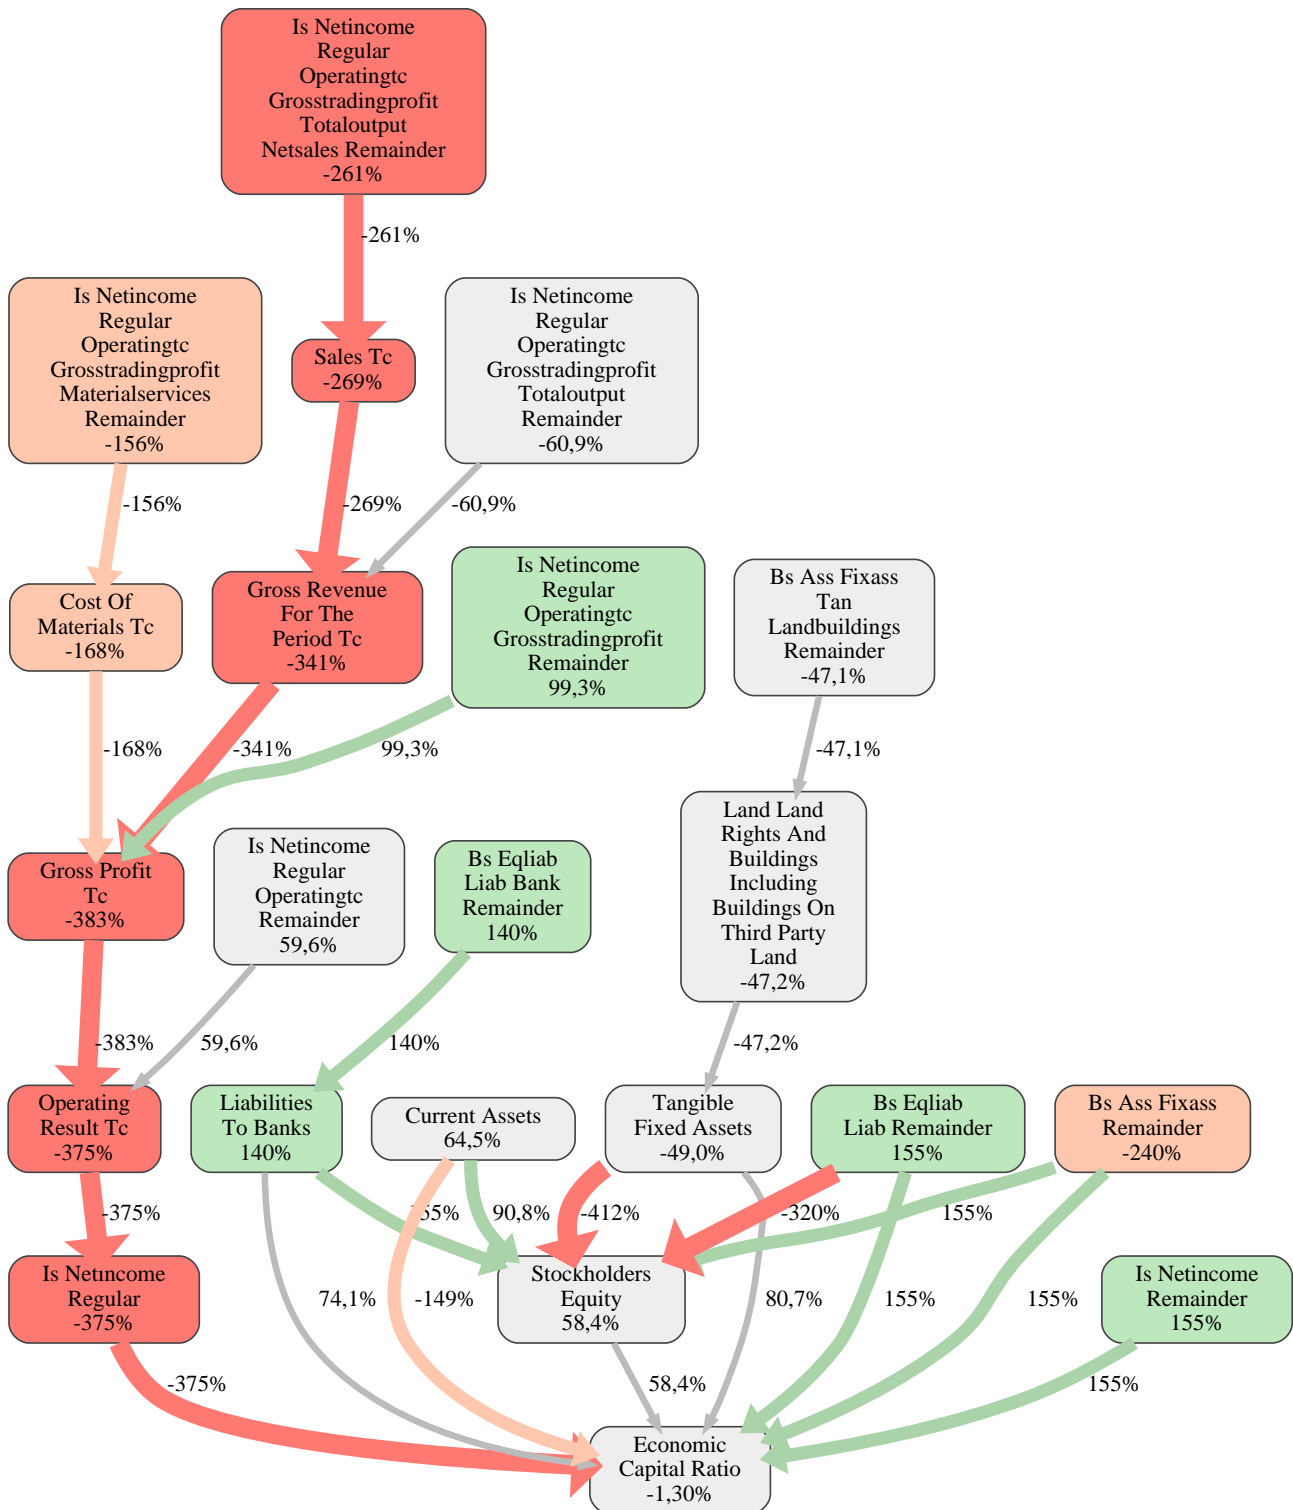 Is Netincome
Regular
Operatingtc
Grosstradingprofit
Totaloutput
Netsales Remainder
-261%
-261%
Is Netincome
Regular
Operatingtc
Grosstradingprofit
Materialservices
Remainder
-156%
Sales Tc
-269%
Is Netincome
Regular
Operatingtc
Grosstradingprofit
Totaloutput
Remainder
-60,9%
-156%
-269%
-60,9%
Cost Of
Materials Tc
-168%
Gross Revenue
For The
Period Tc
-341%
Is Netincome
Regular
Operatingtc
Grosstradingprofit
Remainder
99,3%
Bs Ass Fixass
Tan
Landbuildings
Remainder
-47,1%
-168%
-341%
99,3%
-47,1%
Gross Profit
Tc
-383%
Is Netincome
Regular
Operatingtc
Remainder
59,6%
Bs Eqliab
Liab Bank
Remainder
140%
Land Land
Rights And
Buildings
Including
Buildings On
Third Party
Land
-47,2%
-383%
59,6%
140%
-47,2%
Operating
Result Tc
-375%
Liabilities
To Banks
140%
Current Assets
64,5%
Tangible
Fixed Assets
-49,0%
Bs Eqliab
Liab Remainder
155%
Bs Ass Fixass
Remainder
-240%
-375%
155%
90,8%
-412%
-320%
155%
Is Netincome
Regular
-375%
74,1%
-149%
Stockholders
Equity
58,4%
80,7%
155%
155%
Is Netincome
Remainder
155%
-375%
58,4%
155%
Economic
Capital Ratio
-1,30%